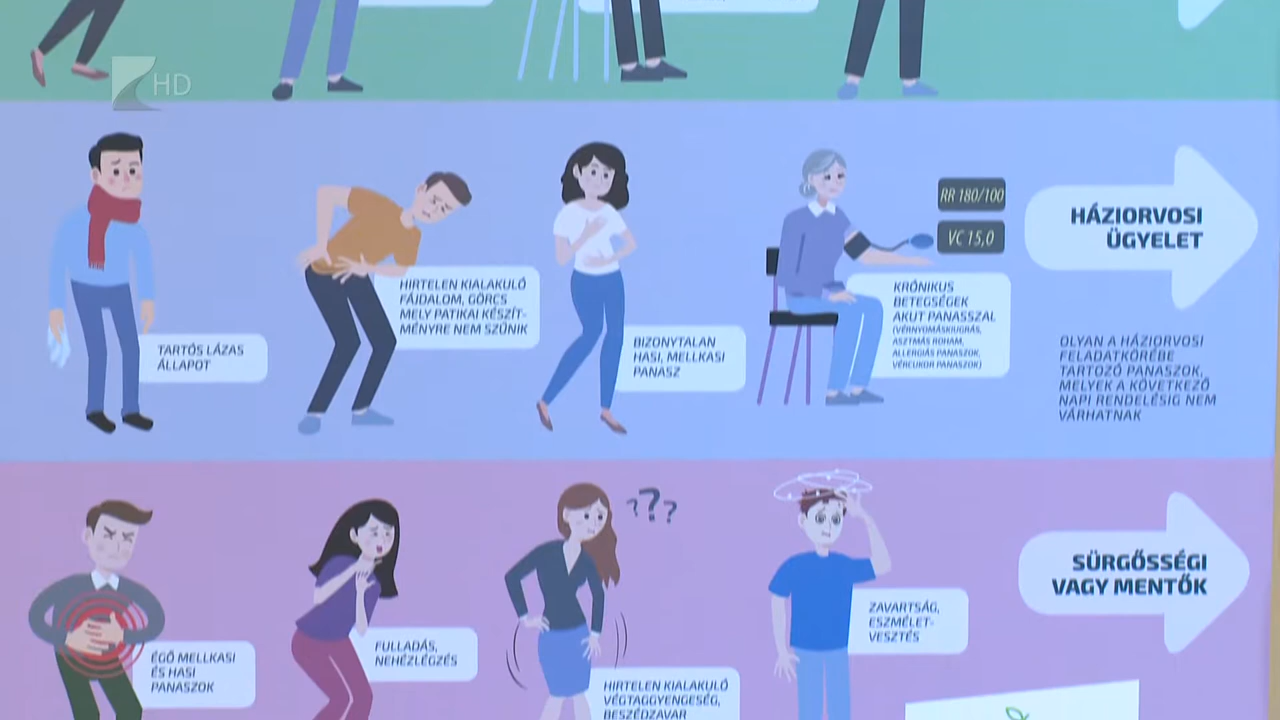 HD
RR 180/100
VC 15,0
HÁZIORVOSI
ÜGYELET
HIRTELEN KIALAKULÓ
FÁJDALOM, GÖRCS
MELY PATIKAI KÉSZÍT-
MÉNYRE NEM SZŰNIK
KRÓNIKUS
BETEGSÉGEK
AKUT PANASSZAL
(VÉRNYOMÁSKIUGRÁS,
ASZTMÁS ROHAM,
ALLERGIÁS PANASZOK,
VÉRCUKOR PANASZOK)
TARTÓS LÁZAS
ÁLLAPOT
BIZONYTALAN
HASI, MELLKASI
PANASZ
OLYAN A HÁZIORVOSI
FELADATKÖRÉBE
TARTOZÓ PANASZOK,
MELYEK A KÖVETKEZŐ
NAPI RENDELÉSIG NEM
VÁRHATNAK
???
SÜRGŐSSÉGI
VAGY MENTŐK
ÉGŐ MELLKASI
ÉS HASI
PANASZOK
FULLADÁS,
NEHÉZLÉGZÉS
HIRTELEN KIALAKULÓ
VÉGTAGGYENGESÉG,
BESZÉDZAVAR
ZAVARTSÁG,
ESZMÉLET-
VESZTÉS